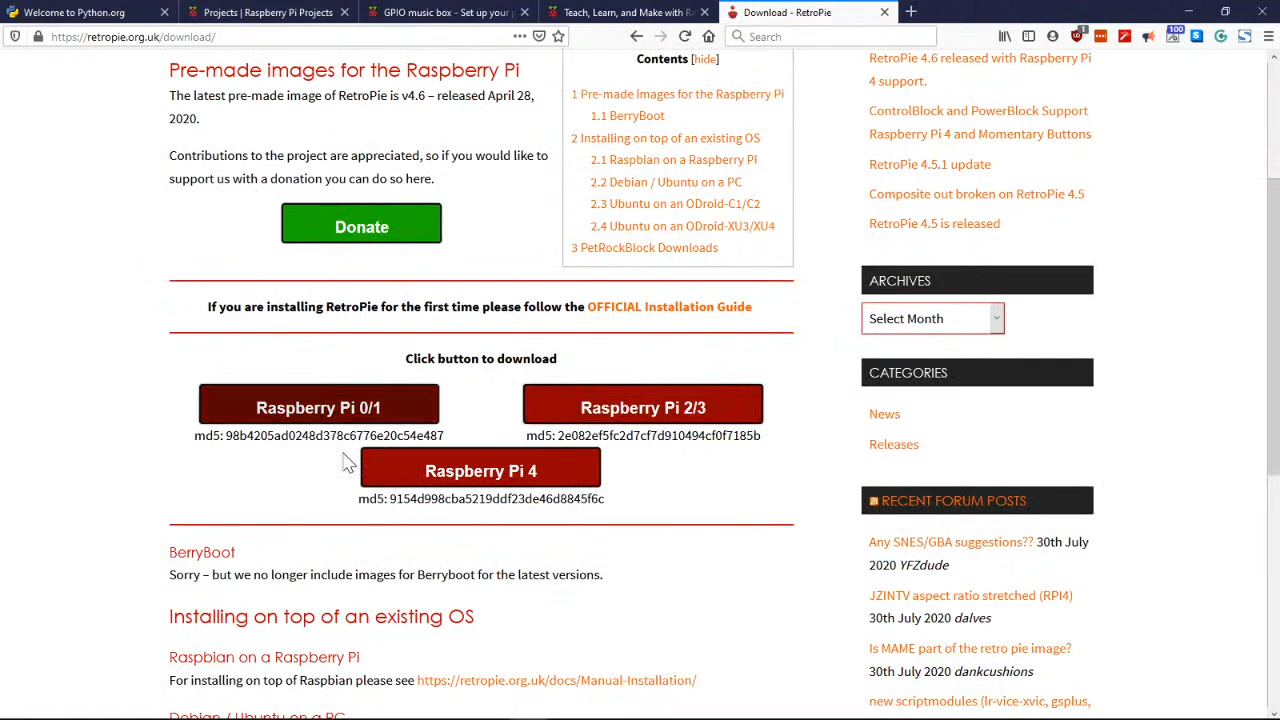 Welcome to Python.org
Projects | Raspberry Pi Projects
GPIO music box - Set up your p
Teach, Learn, and Make with Ra
Download - RetroPie
https://retropie.org.uk/download/
Search
100
Pre-made images for the Raspberry Pi
The latest pre-made image of RetroPie is v4.6 – released April 28,
2020.
Contributions to the project are appreciated, so if you would like to
support us with a donation you can do so here.
Donate
Contents [hide]
1 Pre-made images for the Raspberry Pi
1.1 BerryBoot
2 Installing on top of an existing OS
2.1 Raspbian on a Raspberry Pi
2.2 Debian / Ubuntu on a PC
2.3 Ubuntu on an ODroid-C1/C2
2.4 Ubuntu on an ODroid-XU3/XU4
3 PetRockBlock Downloads
If you are installing RetroPie for the first time please follow the OFFICIAL Installation Guide
Click button to download
Raspberry Pi 0/1
md5: 98b4205ad0248d378c6776e20c54e487
Raspberry Pi 2/3
md5: 2e082ef5fc2d7cf7d910494cf0f7185b
Raspberry Pi 4
md5: 9154d998cba5219ddf23de46d8845f6c
BerryBoot
Sorry – but we no longer include images for Berryboot for the latest versions.
Installing on top of an existing OS
Raspbian on a Raspberry Pi
For installing on top of Raspbian please see https://retropie.org.uk/docs/Manual-Installation/
Debian / Ubuntu on a PC
RetroPie 4.6 released with Raspberry Pi
4 support.
ControlBlock and PowerBlock Support
Raspberry Pi 4 and Momentary Buttons
RetroPie 4.5.1 update
Composite out broken on RetroPie 4.5
RetroPie 4.5 is released
ARCHIVES
Select Month
CATEGORIES
News
Releases
RECENT FORUM POSTS
Any SNES/GBA suggestions?? 30th July
2020 YFZdude
JZINTV aspect ratio stretched (RPI4)
30th July 2020 dalves
Is MAME part of the retro pie image?
30th July 2020 dankcushions
new scriptmodules (lr-vice-xvic, gsplus,